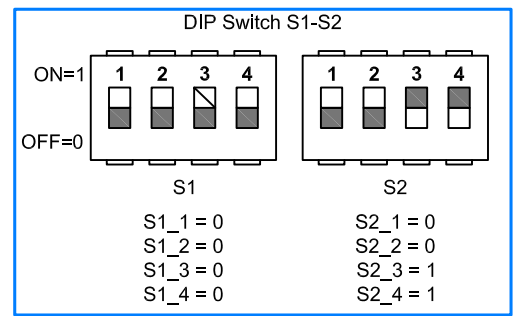 DIP Switch S1-S2
ON=1
1 2 3 4
1 2 3 4
OFF=0
S1
S2
S1_1 = 0
S1_2 = 0
S1_3 = 0
S1_4 = 0
S2_1 = 0
S2_2 = 0
S2_3 = 1
S2_4 = 1